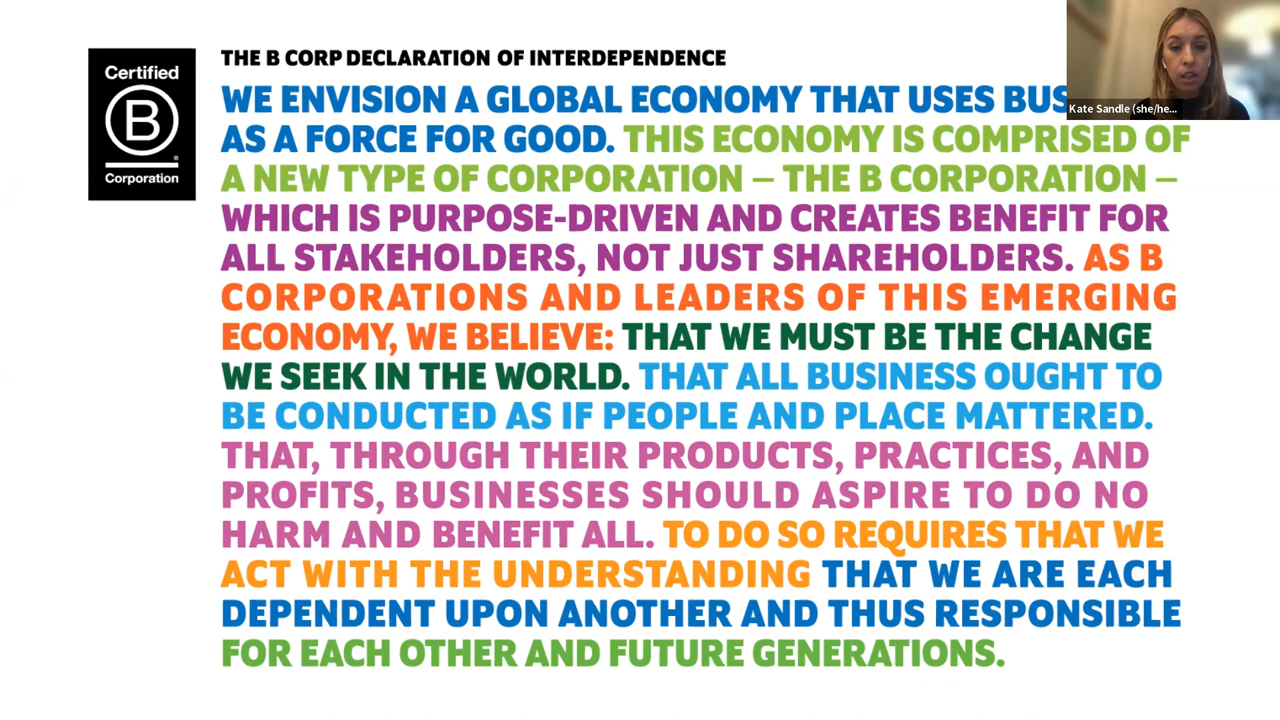 Certified
B
®
Corporation
THE B CORP DECLARATION OF INTERDEPENDENCE
WE ENVISION A GLOBAL ECONOMY THAT USES BUS
AS A FORCE FOR GOOD. THIS ECONOMY IS COMPRISED OF
A NEW TYPE OF CORPORATION – THE B CORPORATION –
WHICH IS PURPOSE-DRIVEN AND CREATES BENEFIT FOR
ALL STAKEHOLDERS, NOT JUST SHAREHOLDERS. AS B
CORPORATIONS AND LEADERS OF THIS EMERGING
ECONOMY, WE BELIEVE: THAT WE MUST BE THE CHANGE
WE SEEK IN THE WORLD. THAT ALL BUSINESS OUGHT TO
BE CONDUCTED AS IF PEOPLE AND PLACE MATTERED.
THAT, THROUGH THEIR PRODUCTS, PRACTICES, AND
PROFITS, BUSINESSES SHOULD ASPIRE TO DO NO
HARM AND BENEFIT ALL. TO DO SO REQUIRES THAT WE
ACT WITH THE UNDERSTANDING THAT WE ARE EACH
DEPENDENT UPON ANOTHER AND THUS RESPONSIBLE
FOR EACH OTHER AND FUTURE GENERATIONS.
Kate Sandle (she/he...